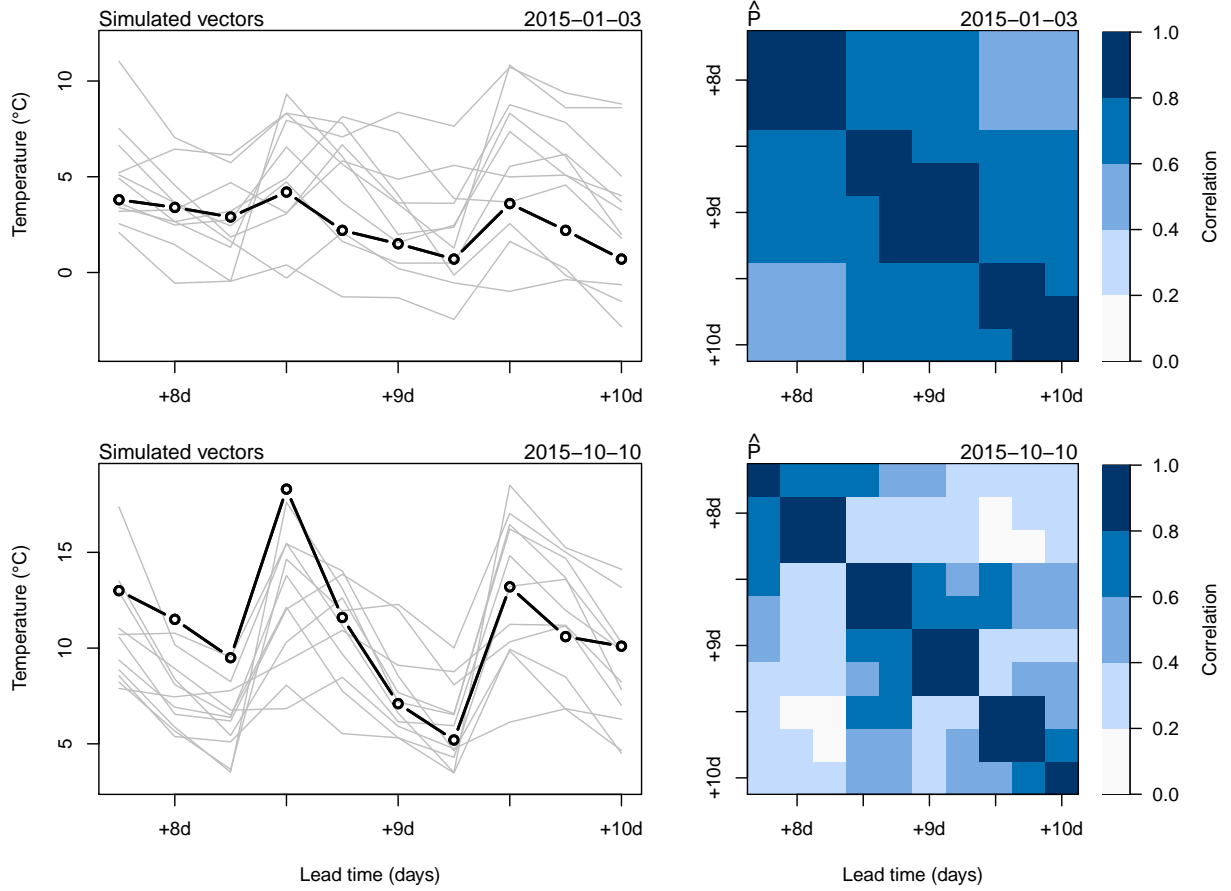 Simulated vectors 2015−01−03
Temperature (°C)
10
5
0
+8d +9d +10d
P̂ 2015−01−03
+8d
+9d
+10d
+8d +9d +10d
1.0
0.8
0.6
0.4
0.2
0.0
Correlation
Simulated vectors 2015−10−10
Temperature (°C)
15
10
5
+8d +9d +10d
Lead time (days)
P̂ 2015−10−10
+8d
+9d
+10d
+8d +9d +10d
Lead time (days)
1.0
0.8
0.6
0.4
0.2
0.0
Correlation